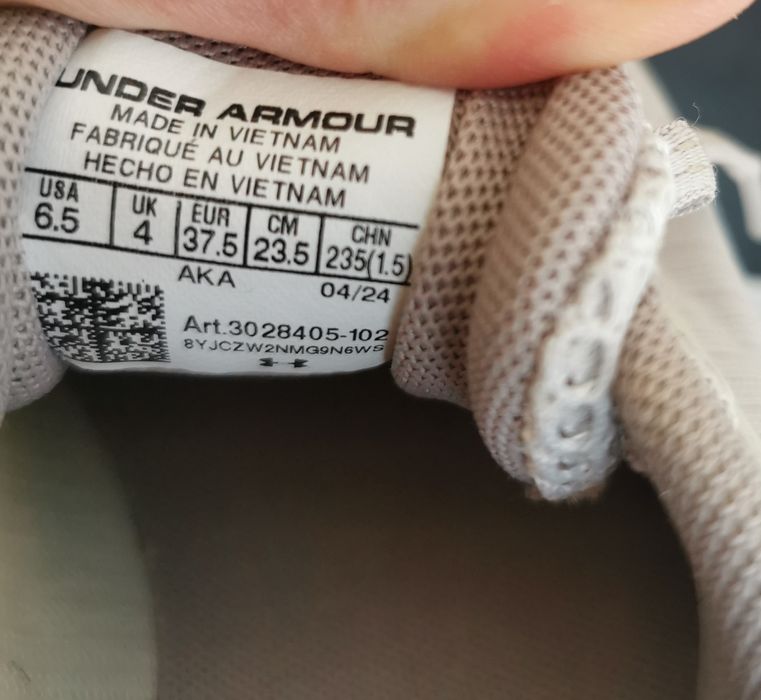 UNDER ARMOUR
MADE IN VIETNAM
FABRIQUÉ AU VIETNAM
HECHO EN VIETNAM
USA UK EUR CM CHN
6.5 4 37.5 23.5 235(1.5)
AKA 04/24
Art.3028405-102
8YJCZW2NMG9N6WS